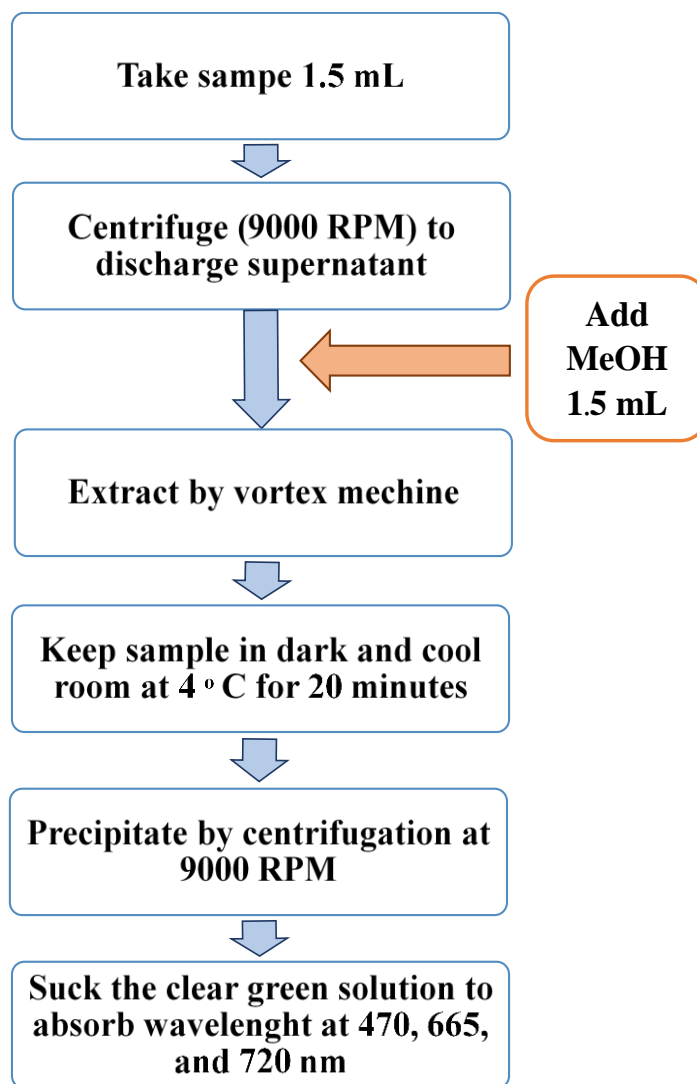 Take sampe 1.5 mL
Centrifuge (9000 RPM) to
discharge supernatant
Add
MeOH
1.5 mL
Extract by vortex mechine
Keep sample in dark and cool
room at 4 º C for 20 minutes
Precipitate by centrifugation at
9000 RPM
Suck the clear green solution to
absorb wavelenght at 470, 665,
and 720 nm